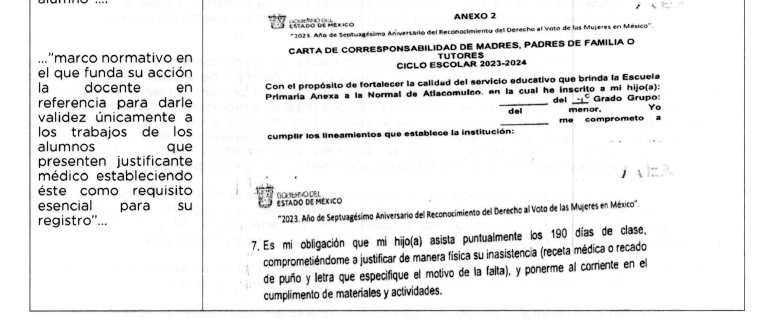 alumno ....
..."marco normativo en
el que funda su acción
la docente en
referencia para darle
validez únicamente a
los trabajos de los
alumnos que
presenten justificante
médico estableciendo
éste como requisito
esencial para su
registro"...
ANEXO 2
GOBIERNO DEL
ESTADO DE MÉXICO
"2023. Año del Septuagésimo Aniversario del Reconocimiento del Derecho al Voto de las Mujeres en México".
CARTA DE CORRESPONSABILIDAD DE MADRES, PADRES DE FAMILIA O
TUTORES
CICLO ESCOLAR 2023-2024
Con el propósito de fortalecer la calidad del servicio educativo que brinda la Escuela
Primaria Anexa a la Normal de Atlacomulco, en la cual he inscrito a mi hijo(a):
del Grado Grupo:
del menor, Yo
me comprometo a
cumplir los lineamientos que establece la institución:
GOBIERNO DEL
ESTADO DE MÉXICO
"2023. Año de Septuagésimo Aniversario del Reconocimiento del Derecho al Voto de las Mujeres en México".
7. Es mi obligación que mi hijo(a) asista puntualmente los 190 días de clase,
comprometiéndome a justificar de manera física su inasistencia (receta médica o recado
de puño y letra que especifique el motivo de la falta), y ponerme al corriente en el
cumplimento de materiales y actividades.